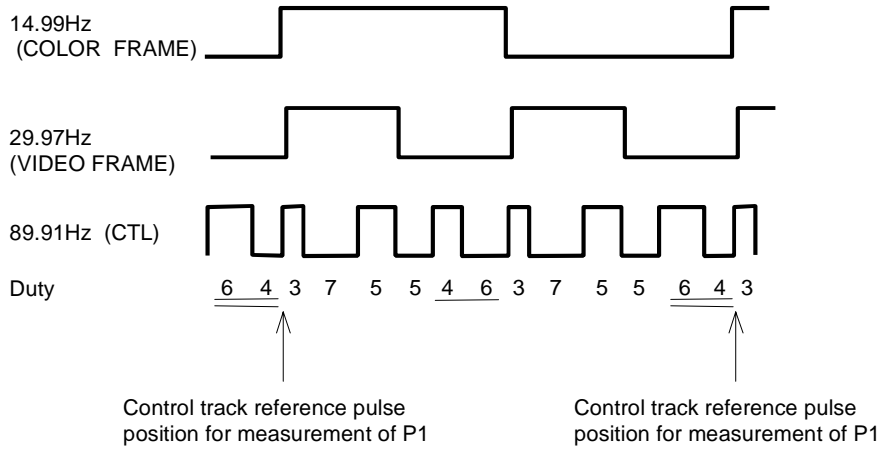 14.99Hz
(COLOR FRAME)
29.97Hz
(VIDEO FRAME)
89.91Hz (CTL)
Duty 6 4 3 7 5 5 4 6 3 7 5 5 6 4 3
Control track reference pulse
position for measurement of P1
Control track reference pulse
position for measurement of P1